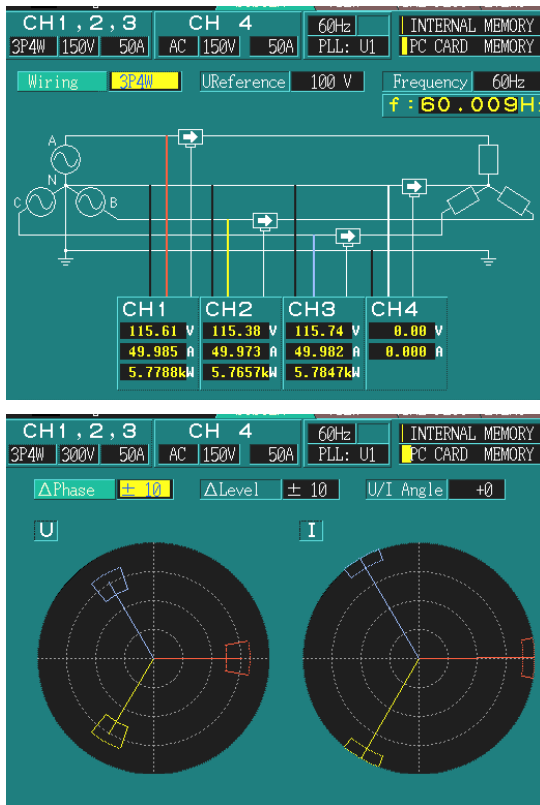 CH1,2,3 CH 4 60Hz INTERNAL MEMORY
3P4W 150V 50A AC 150V 50A PLL: U1 PC CARD MEMORY
Wiring 3P4W UReference 100 V Frequency 60Hz
f:60.009H
A
N
C B
CH1 CH2 CH3 CH4
115.61 V 115.38 V 115.74 V 0.00 V
49.985 A 49.973 A 49.982 A 0.000 A
5.7788kW 5.7657kW 5.7847kW
CH1,2,3 CH 4 60Hz INTERNAL MEMORY
3P4W 300V 50A AC 150V 50A PLL: U1 PC CARD MEMORY
ΔPhase ± 10 ΔLevel ± 10 U/I Angle +0
U I